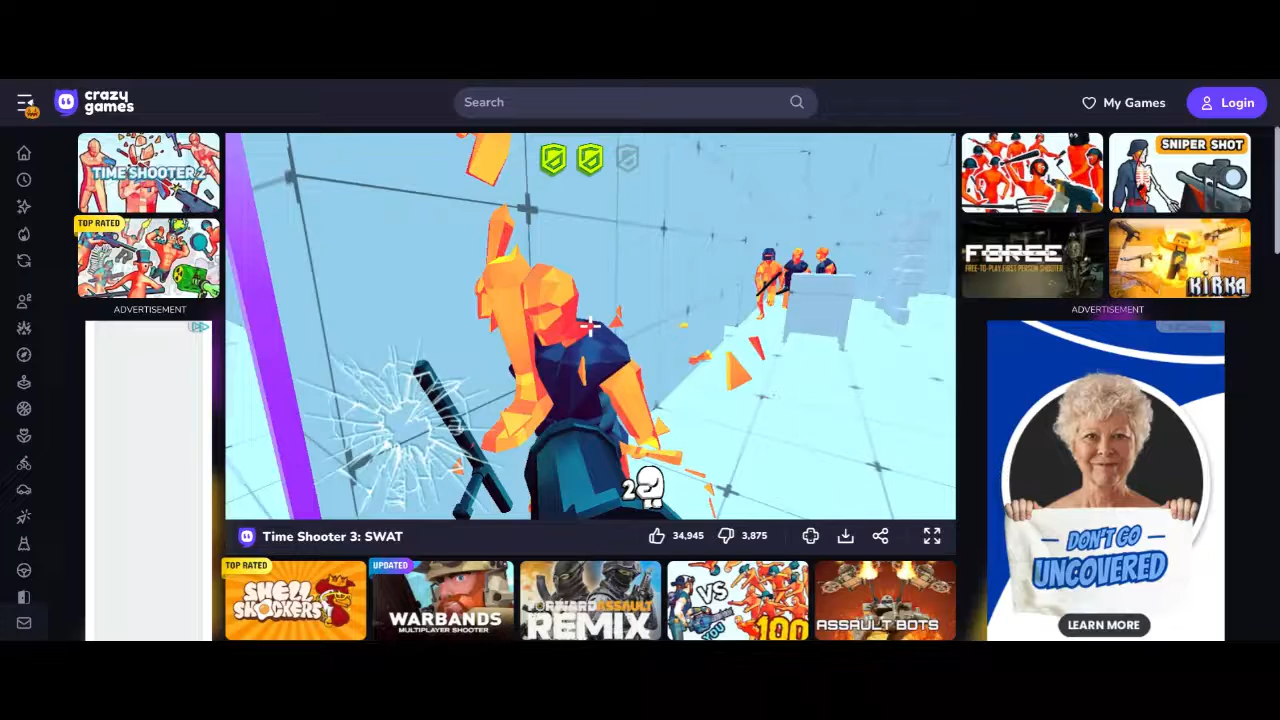 crazy
games
Search
My Games
Login
TIME SHOOTER 2
SNIPER SHOT
TOP RATED
FORCE
FREE-TO-PLAY FIRST PERSON SHOOTER
KIRKA
ADVERTISEMENT
ADVERTISEMENT
2
DON'T GO
UNCOVERED
LEARN MORE
Time Shooter 3: SWAT
34,945
3,875
TOP RATED
SHELL
SHOCKERS
UPDATED
WARBANDS
MULTIPLAYER SHOOTER
FORWARD ASSAULT
REMIX
VS
YOU
100
ASSAULT BOTS